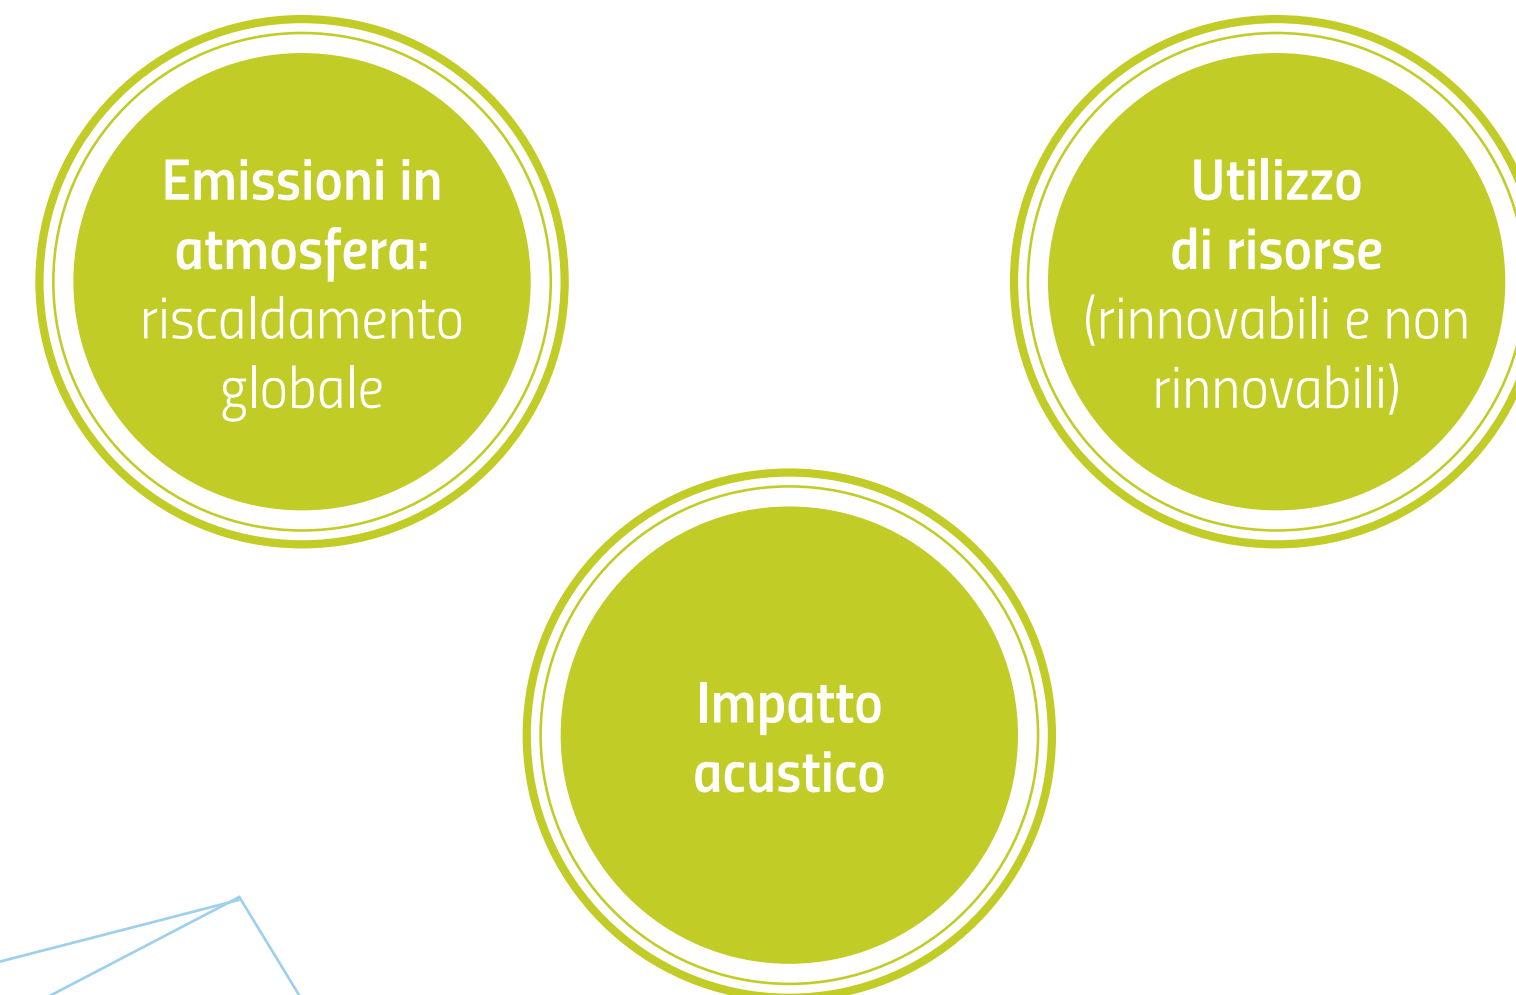 Emissioni in
atmosfera:
riscaldamento
globale
Utilizzo
di risorse
(rinnovabili e non
rinnovabili)
Impatto
acustico